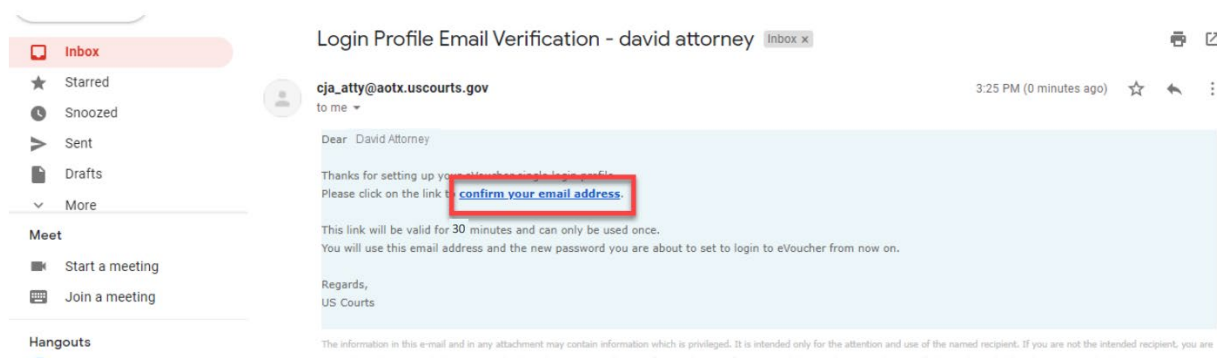 Inbox
Starred
Snoozed
Sent
Drafts
More
Meet
Start a meeting
Join a meeting
Hangouts
Login Profile Email Verification - david attorney Inbox x
cja_atty@aotx.uscourts.gov 3:25 PM (0 minutes ago)
to me
Dear David Attorney
Thanks for setting up your eVoucher single login profile.
Please click on the link to confirm your email address.
This link will be valid for 30 minutes and can only be used once.
You will use this email address and the new password you are about to set to login to eVoucher from now on.
Regards,
US Courts
The information in this e-mail and in any attachment may contain information which is privileged. It is intended only for the attention and use of the named recipient. If you are not the intended recipient, you are